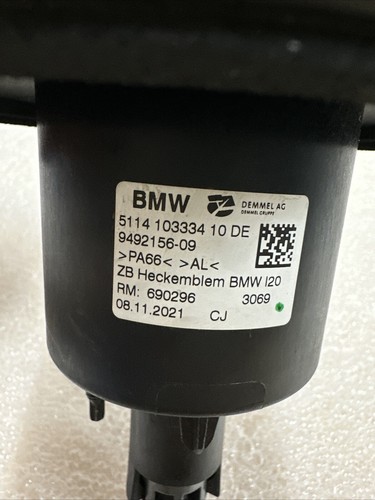 BMW DEMMEL AG
DEMMEL GRUPPE
5114 103334 10 DE
9492156-09
>PA66< >AL<
ZB Heckemblem BMW I20
RM: 690296 3069
08.11.2021 CJ